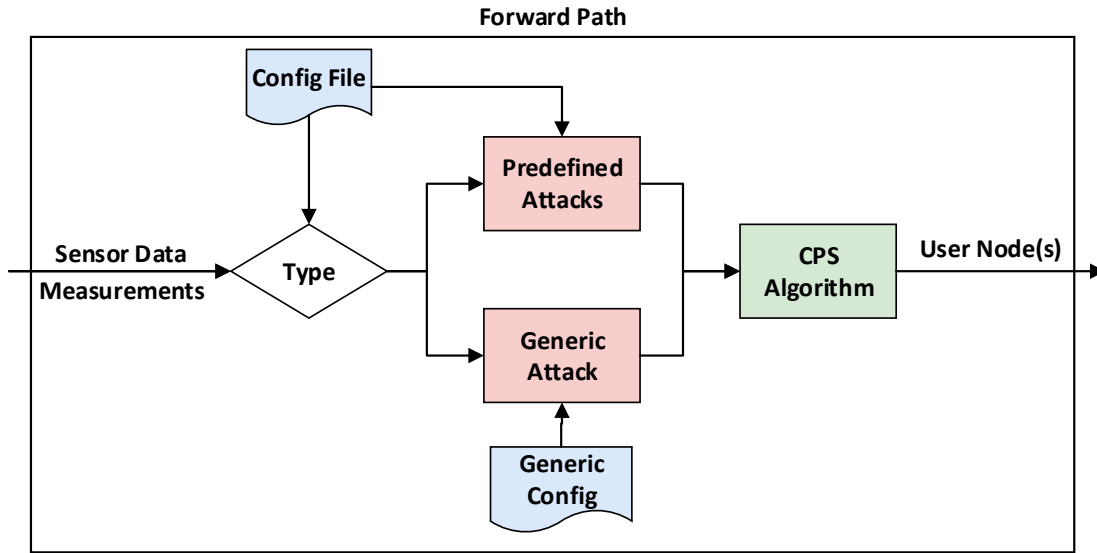 Forward Path
Config File
Predefined
Attacks
Sensor Data
Measurements
Type
CPS
Algorithm
User Node(s)
Generic
Attack
Generic
Config